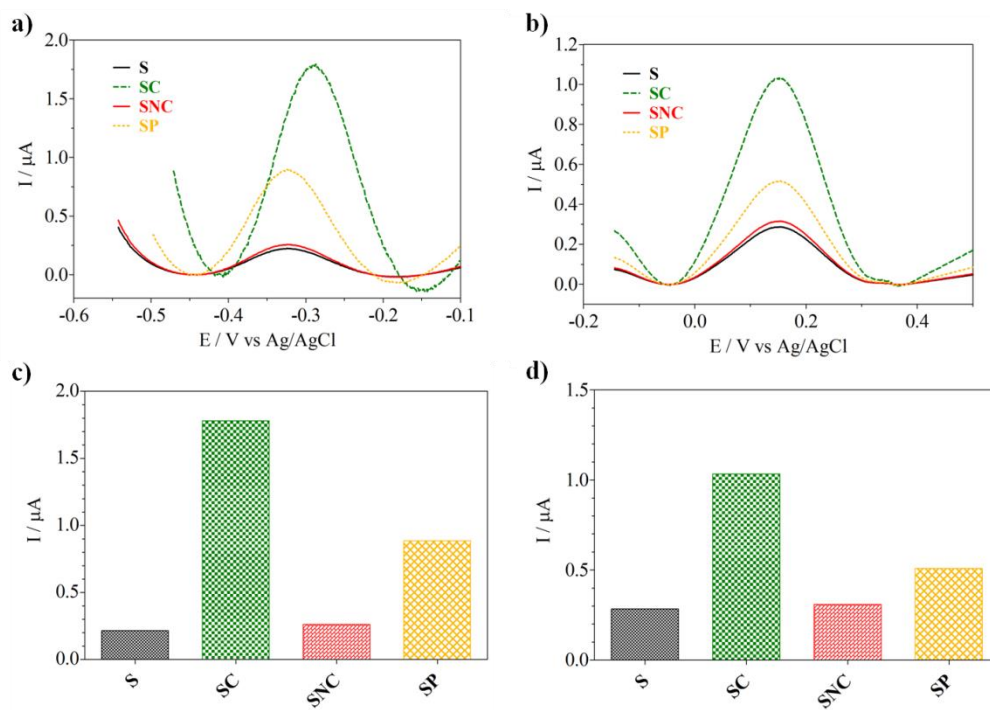 a)
2.0
1.5
1.0
0.5
0.0
I / μA
S
SC
SNC
SP
-0.6
-0.5
-0.4
-0.3
-0.2
-0.1
E / V vs Ag/AgCl
b)
1.2
1.0
0.8
0.6
0.4
0.2
0.0
I / μA
S
SC
SNC
SP
-0.2
0.0
0.2
0.4
E / V vs Ag/AgCl
c)
2.0
1.5
1.0
0.5
0.0
I / μA
S
SC
SNC
SP
d)
1.5
1.0
0.5
0.0
I / μA
S
SC
SNC
SP